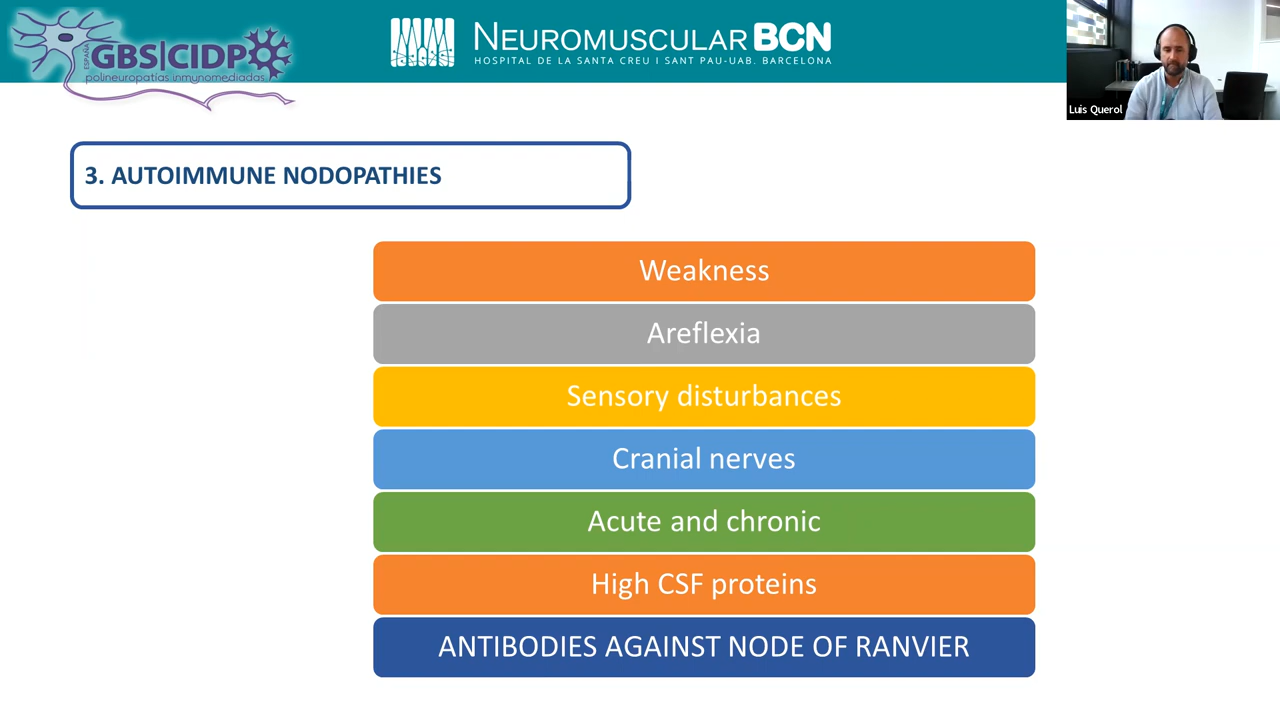 ESPAÑA
GBS|CIDP
polineuropatías inmunomediadas
NEUROMUSCULAR BCN
HOSPITAL DE LA SANTA CREU I SANT PAU-UAB. BARCELONA
Luis Querol
3. AUTOIMMUNE NODOPATHIES
Weakness
Areflexia
Sensory disturbances
Cranial nerves
Acute and chronic
High CSF proteins
ANTIBODIES AGAINST NODE OF RANVIER